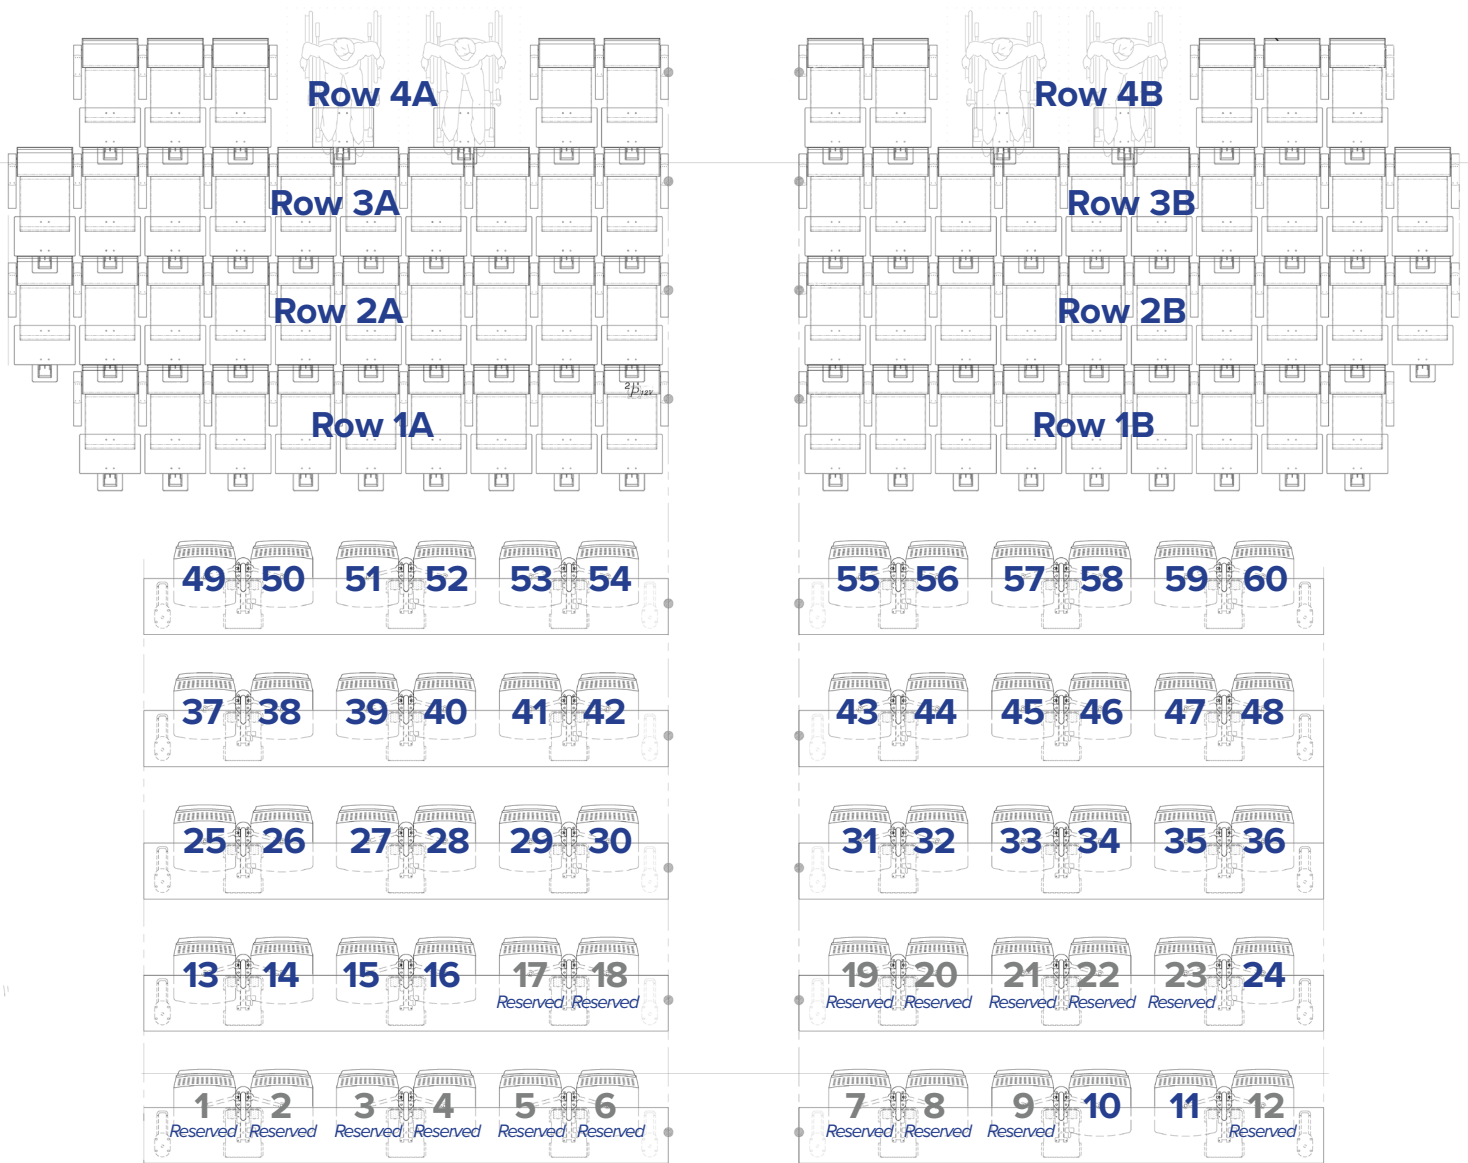 Row 4A Row 4B
Row 3A Row 3B
Row 2A Row 2B
Row 1A Row 1B
49 50 51 52 53 54 55 56 57 58 59 60
37 38 39 40 41 42 43 44 45 46 47 48
25 26 27 28 29 30 31 32 33 34 35 36
13 14 15 16 17 18 19 20 21 22 23 24
Reserved Reserved Reserved Reserved Reserved Reserved Reserved
1 2 3 4 5 6 7 8 9 10 11 12
Reserved Reserved Reserved Reserved Reserved Reserved Reserved Reserved Reserved Reserved